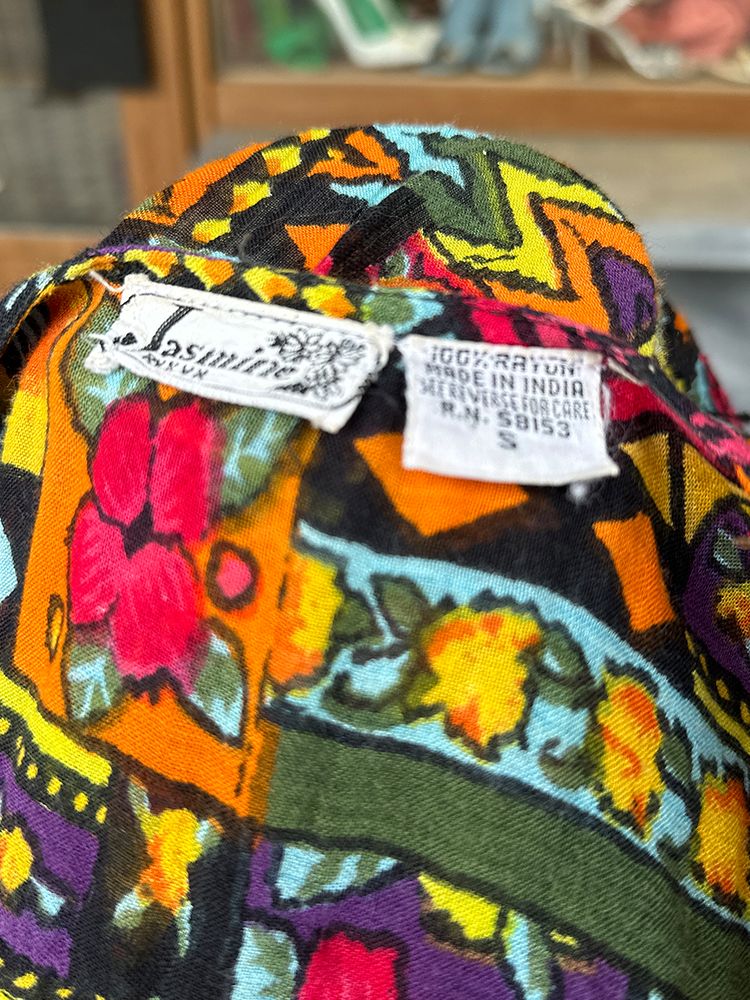 Jasmine
100% RAYON
MADE IN INDIA
SEE REVERSE FOR CARE
R.N. 58153
S